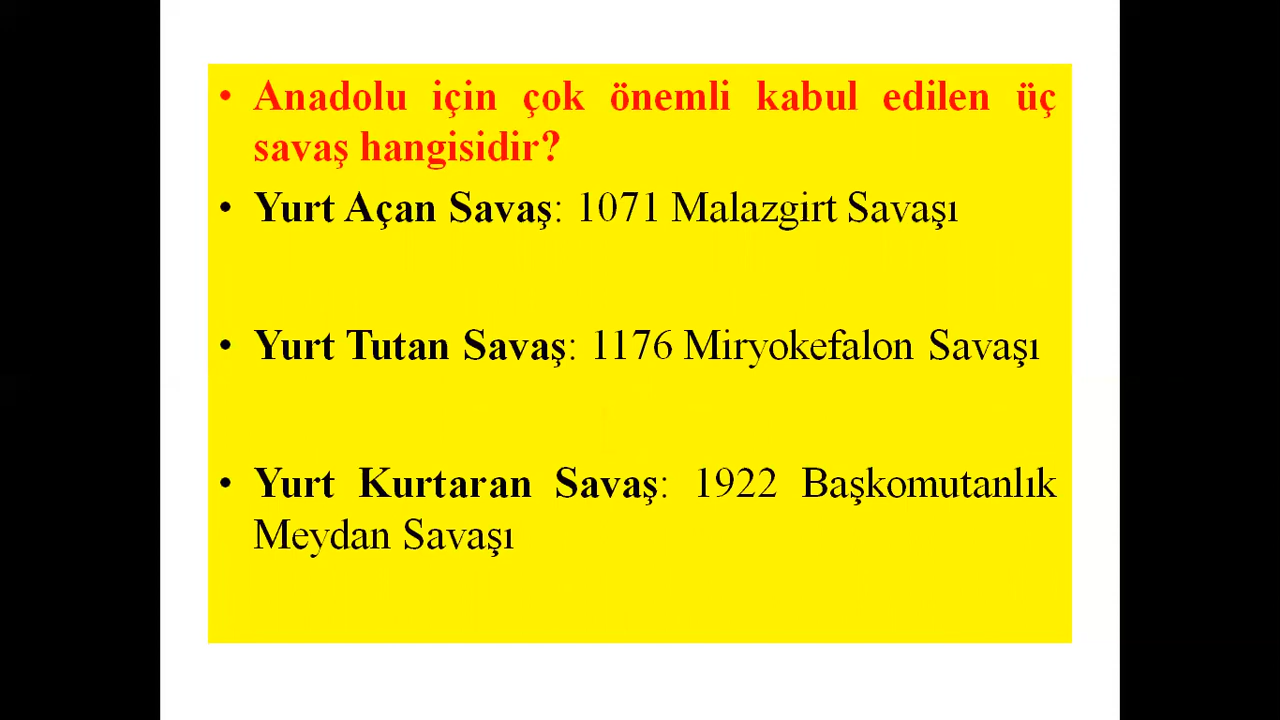 • Anadolu için çok önemli kabul edilen üç
savaş hangisidir?
• Yurt Açan Savaş: 1071 Malazgirt Savaşı
• Yurt Tutan Savaş: 1176 Miryokefalon Savaşı
• Yurt Kurtaran Savaş: 1922 Başkomutanlık
Meydan Savaşı